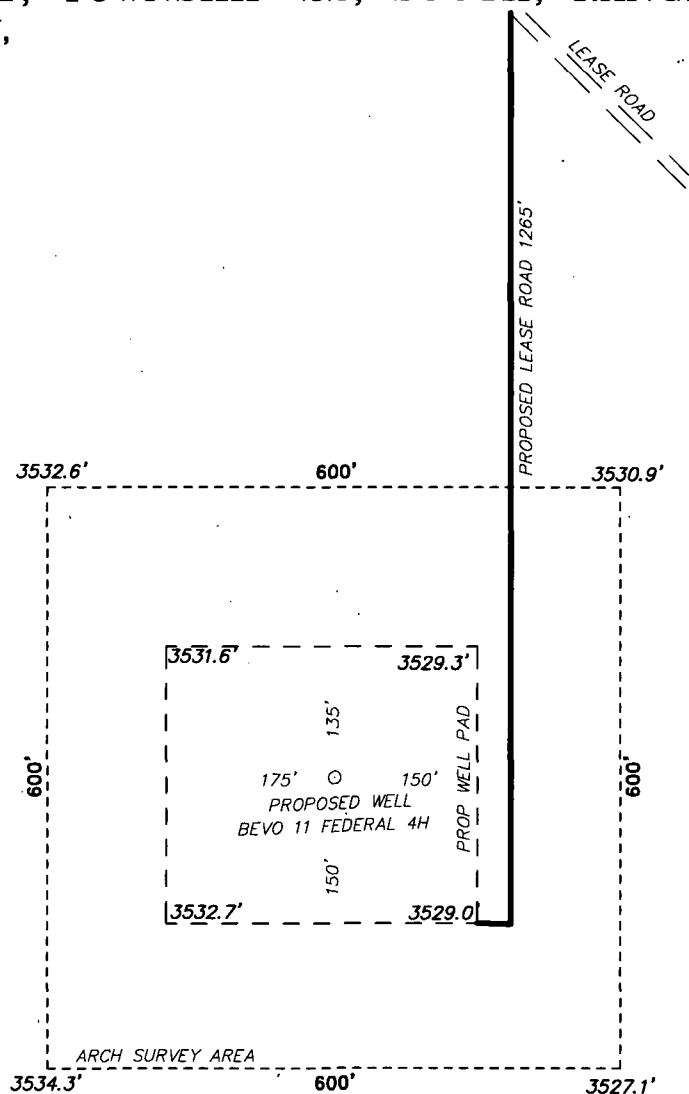 LEASE ROAD
PROPOSED LEASE ROAD 1265'
3532.6'
600'
3530.9'
3531.6'
3529.3'
135'
600'
175'
150'
PROP WELL PAD
600'
PROPOSED WELL
BEVO 11 FEDERAL 4H
150'
3532.7'
3529.0
ARCH SURVEY AREA
3534.3'
600'
3527.1'